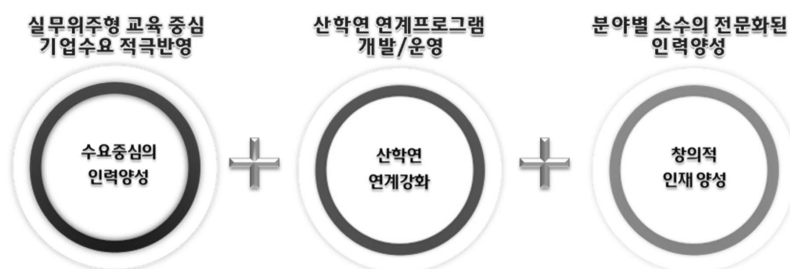 실무위주형 교육 중심
기업수요 적극반영
산학연 연계프로그램
개발/운영
분야별 소수의 전문화된
인력양성
수요중심의
인력양성
산학연
연계강화
창의적
인재 양성